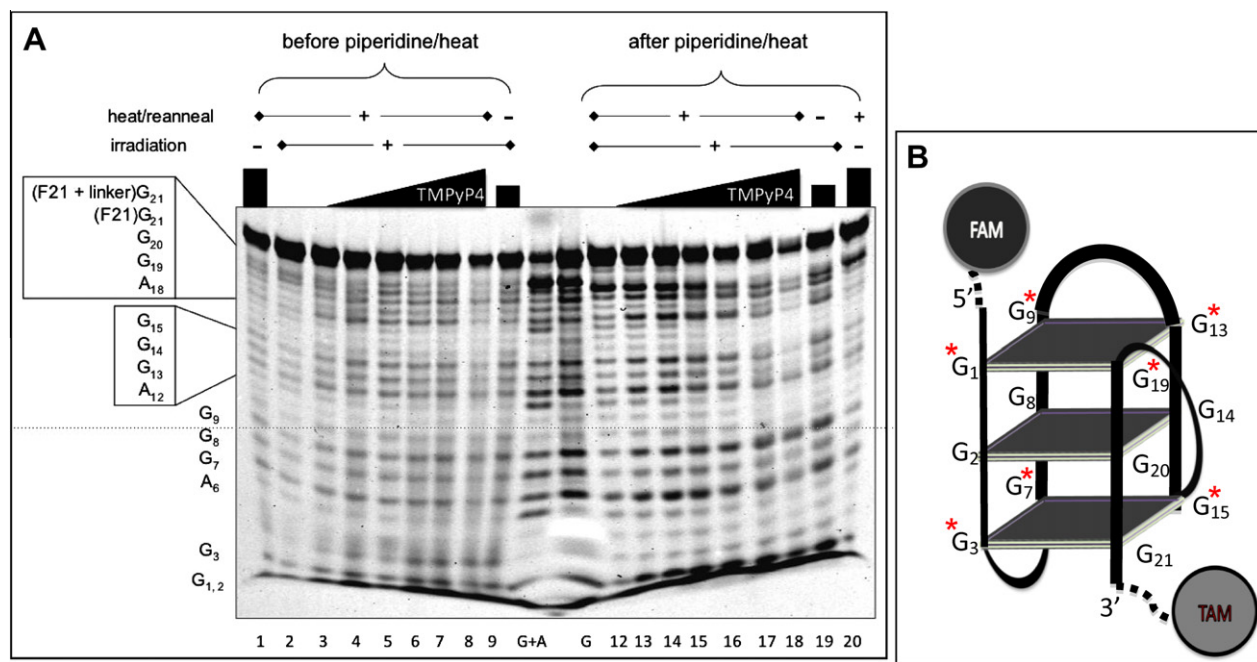 A
before piperidine/heat
after piperidine/heat
heat/reanneal + − + − +
irradiation − + + −
TMPyP4 TMPyP4
(F21 + linker)G21
(F21)G21
G20
G19
A18
G15
G14
G13
A12
G9
G8
G7
A6
G3
G1,2
1 2 3 4 5 6 7 8 9 G+A G 12 13 14 15 16 17 18 19 20
B
FAM
5’
G9*
G13*
*G1
G19*
G8
G14
G2
G7*
G20
G15*
*G3
G21
3’
TAM